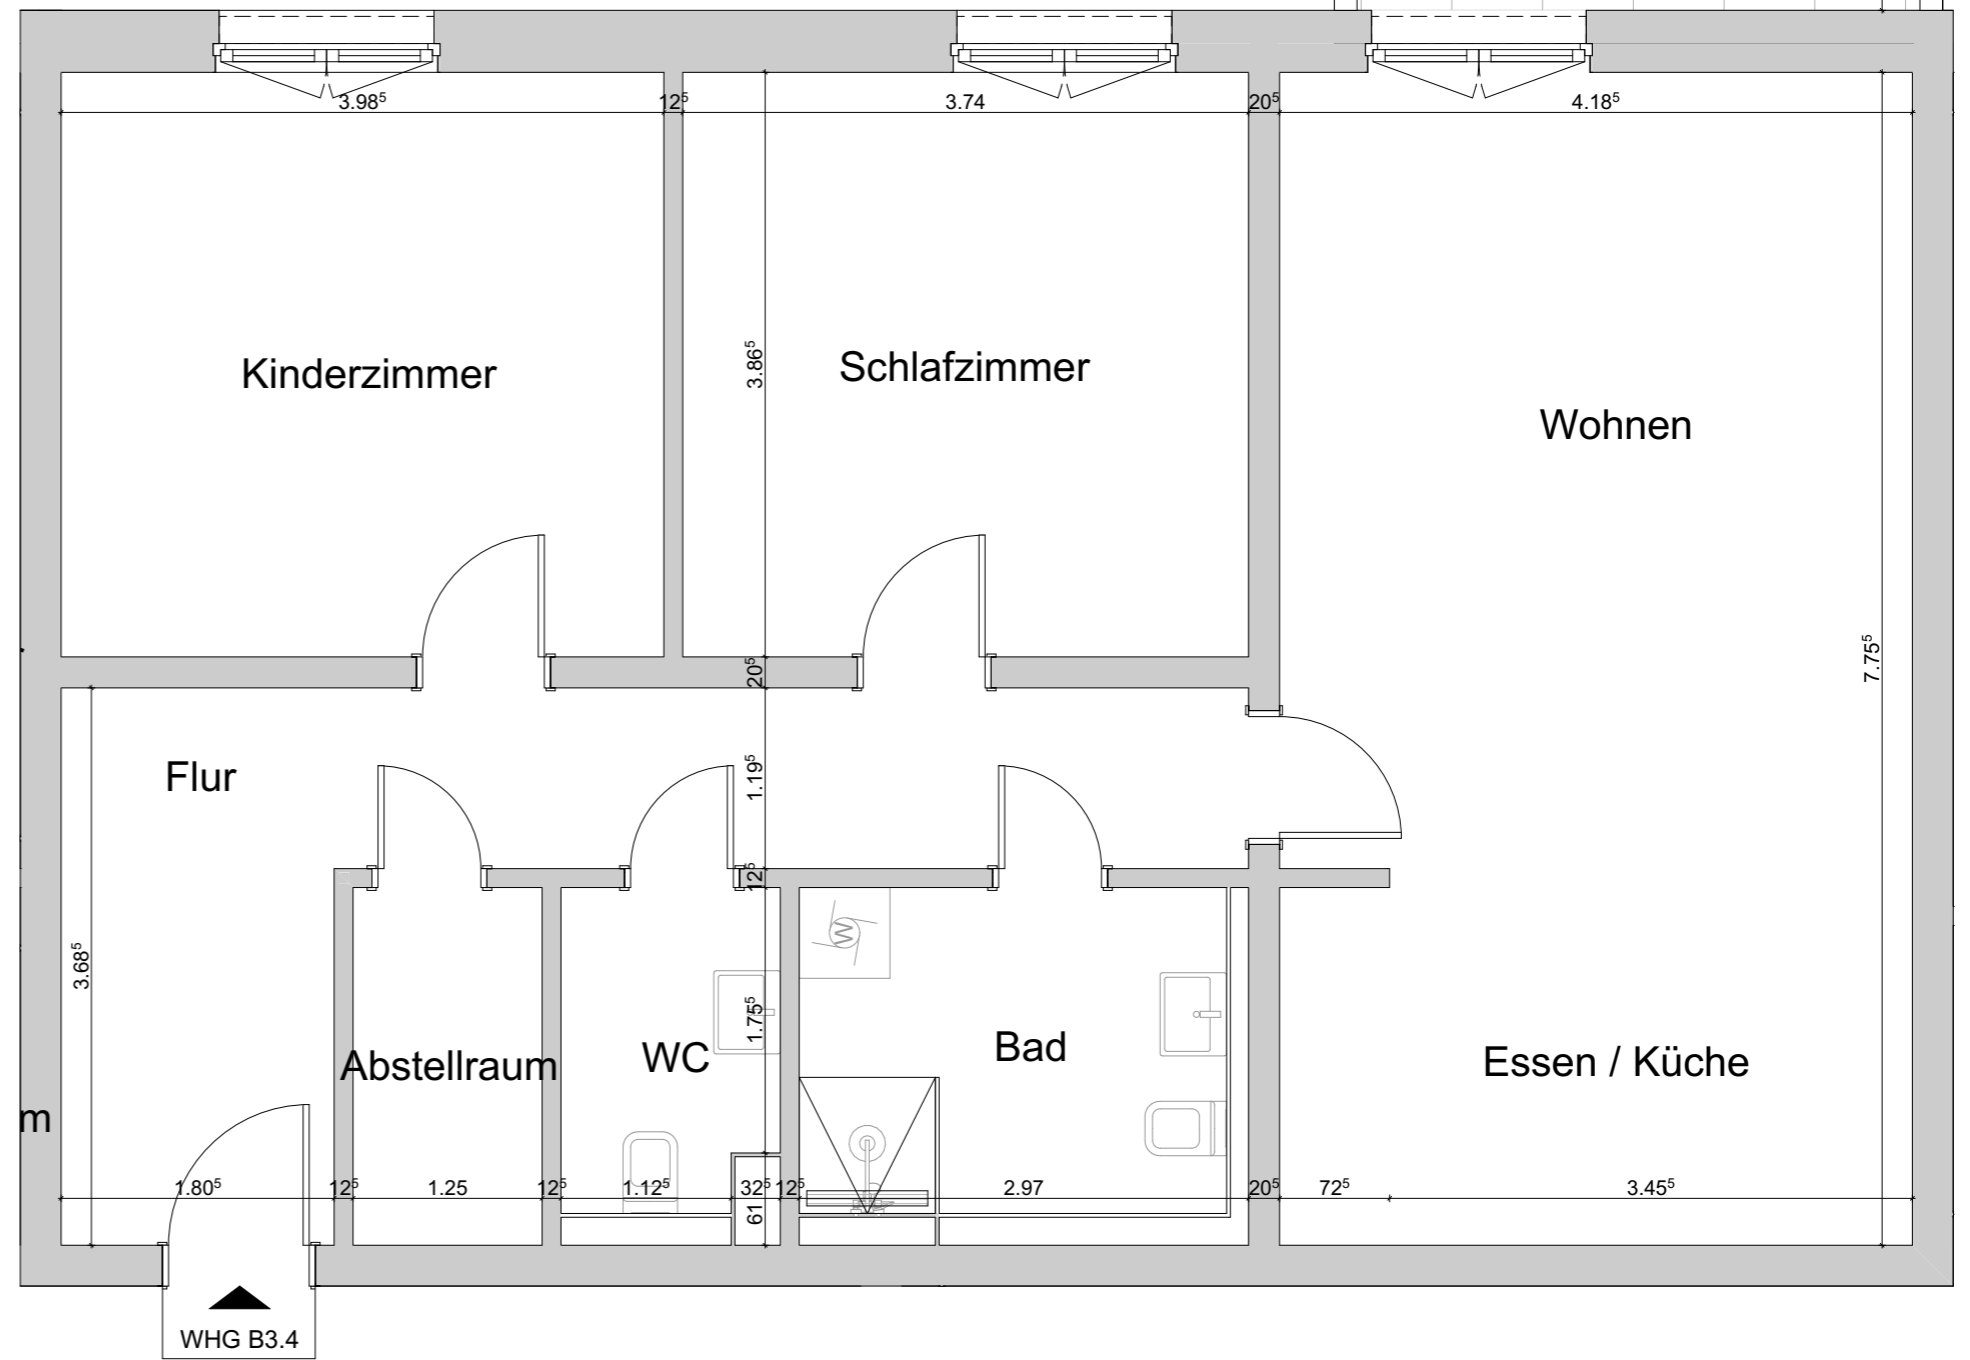 3.98⁵
12⁵
3.74
20⁵
4.18⁵
Kinderzimmer
3.86⁵
Schlafzimmer
Wohnen
20⁵
7.75⁵
Flur
1.19⁵
12⁵
3.68⁵
W
1.75⁵
Abstellraum
WC
Bad
Essen / Küche
m
1.80⁵
12⁵
1.25
12⁵
1.12⁵
32⁵
12⁵
2.97
20⁵
72⁵
3.45⁵
61
WHG B3.4